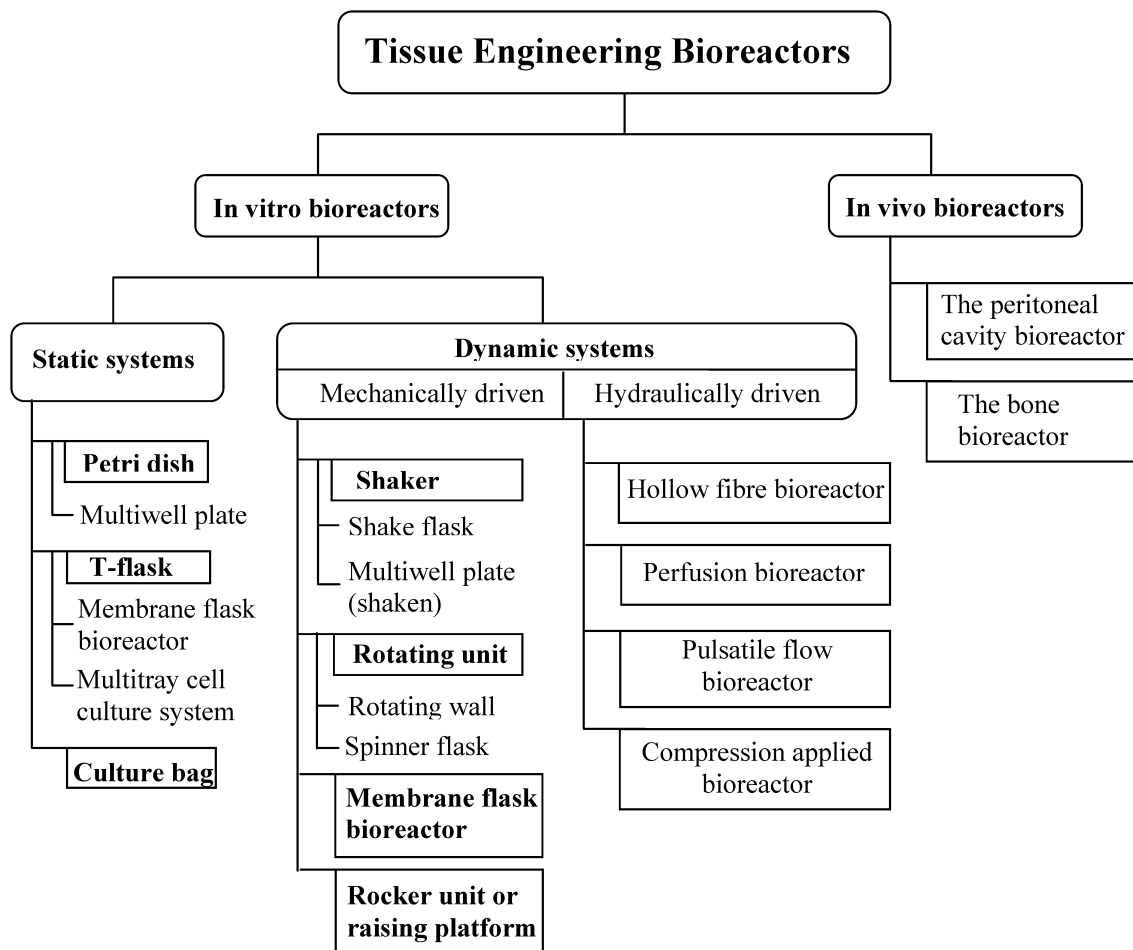 Tissue Engineering Bioreactors
In vitro bioreactors
In vivo bioreactors
The peritoneal
cavity bioreactor
The bone
bioreactor
Static systems
Petri dish
Multiwell plate
T-flask
Membrane flask
bioreactor
Multitray cell
culture system
Culture bag
Dynamic systems
Mechanically driven
Hydraulically driven
Shaker
Shake flask
Multiwell plate
(shaken)
Rotating unit
Rotating wall
Spinner flask
Membrane flask
bioreactor
Rocker unit or
raising platform
Hollow fibre bioreactor
Perfusion bioreactor
Pulsatile flow
bioreactor
Compression applied
bioreactor